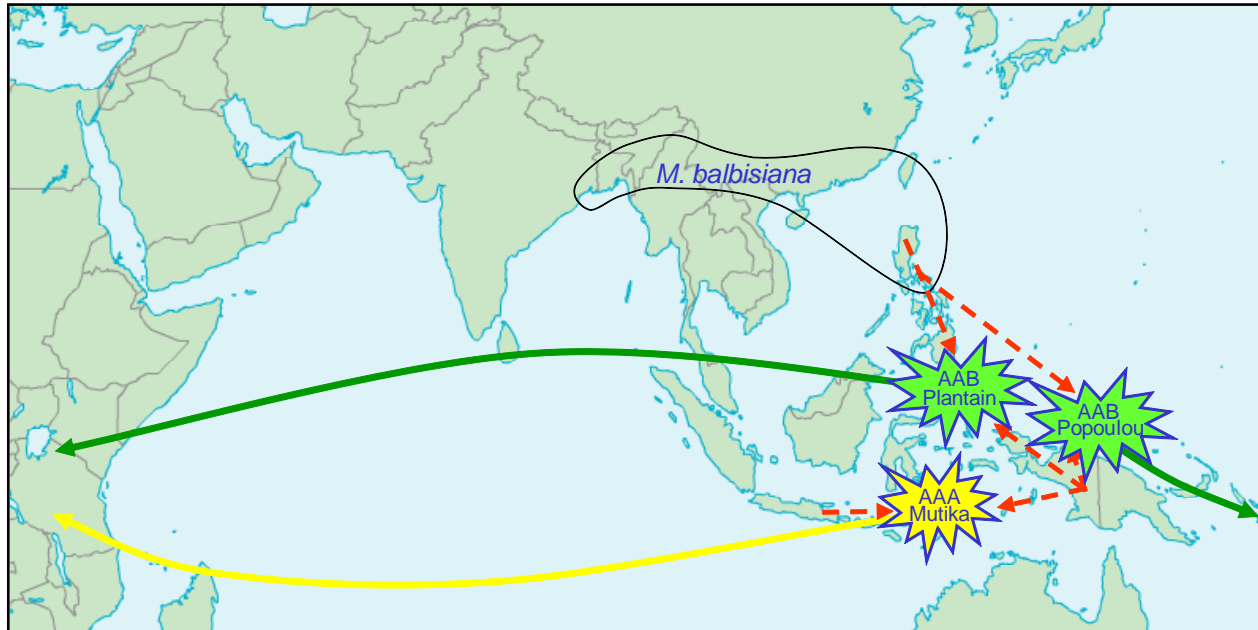 M. balbisiana
AAB
Plantain
AAB
Popoulou
AAA
Mutika